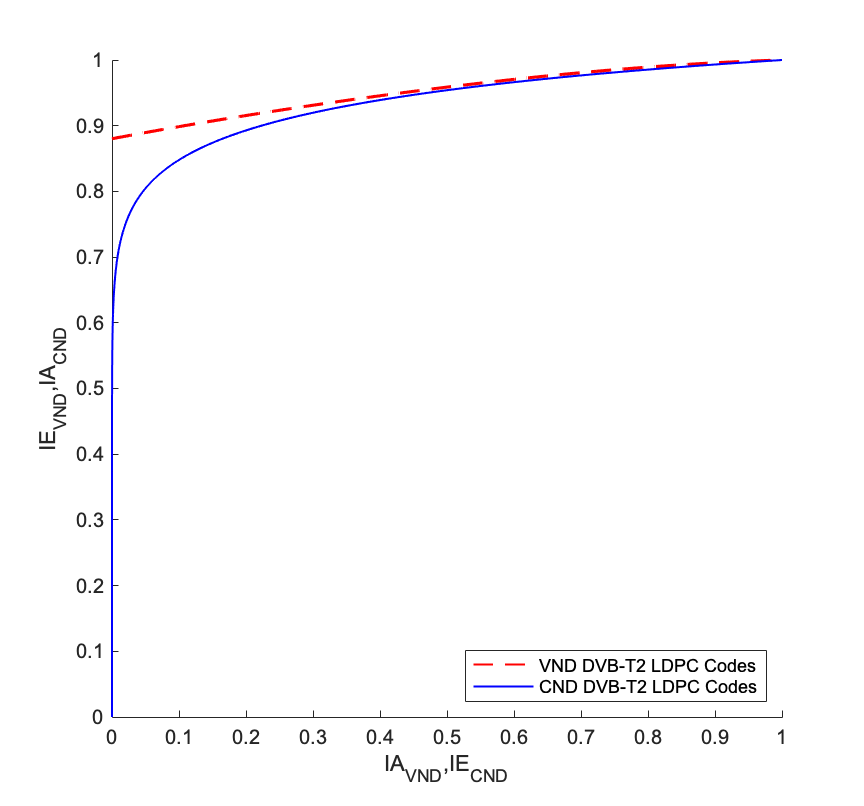 1
0.9
0.8
0.7
0.6
0.5
0.4
0.3
0.2
0.1
0
IE_VND,IA_CND
VND DVB-T2 LDPC Codes
CND DVB-T2 LDPC Codes
0 0.1 0.2 0.3 0.4 0.5 0.6 0.7 0.8 0.9 1
IA_VND,IE_CND